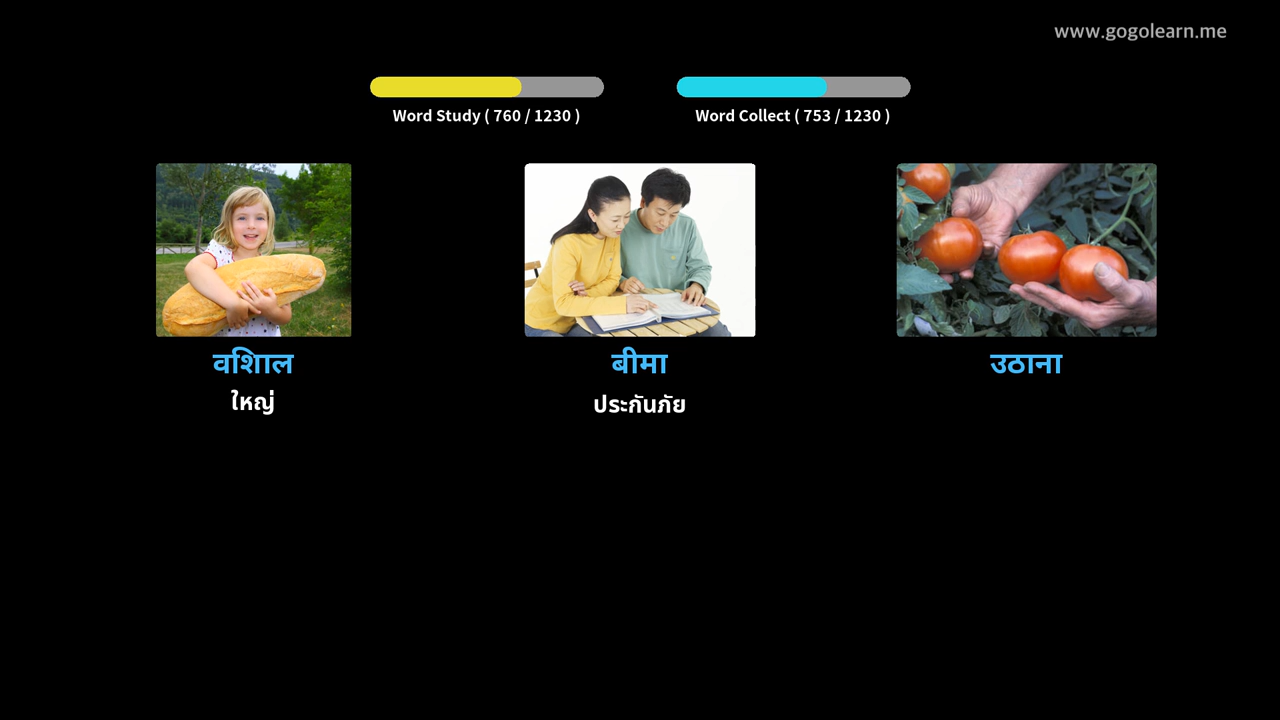 www.gogolearn.me
Word Study ( 760 / 1230 )
Word Collect ( 753 / 1230 )
विशाल
बीमा
उठाना
ใหญ่
ประกันภัย